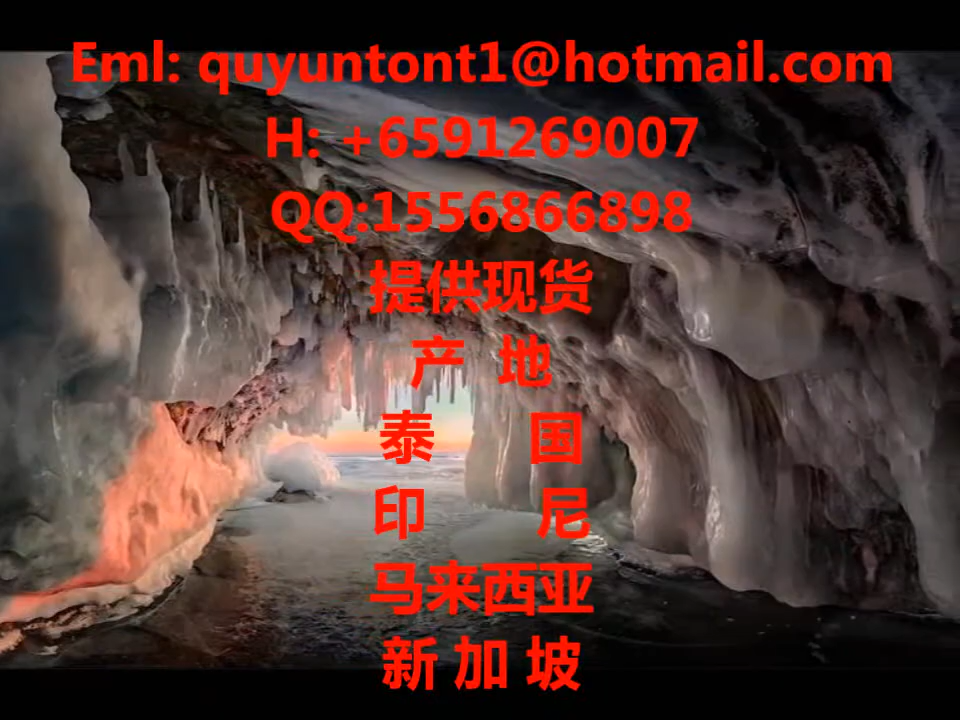 Eml: quyuntont1@hotmail.com
H: +6591269007
QQ:1556866898
提供现货
产 地
泰 国
印 尼
马来西亚
新 加 坡